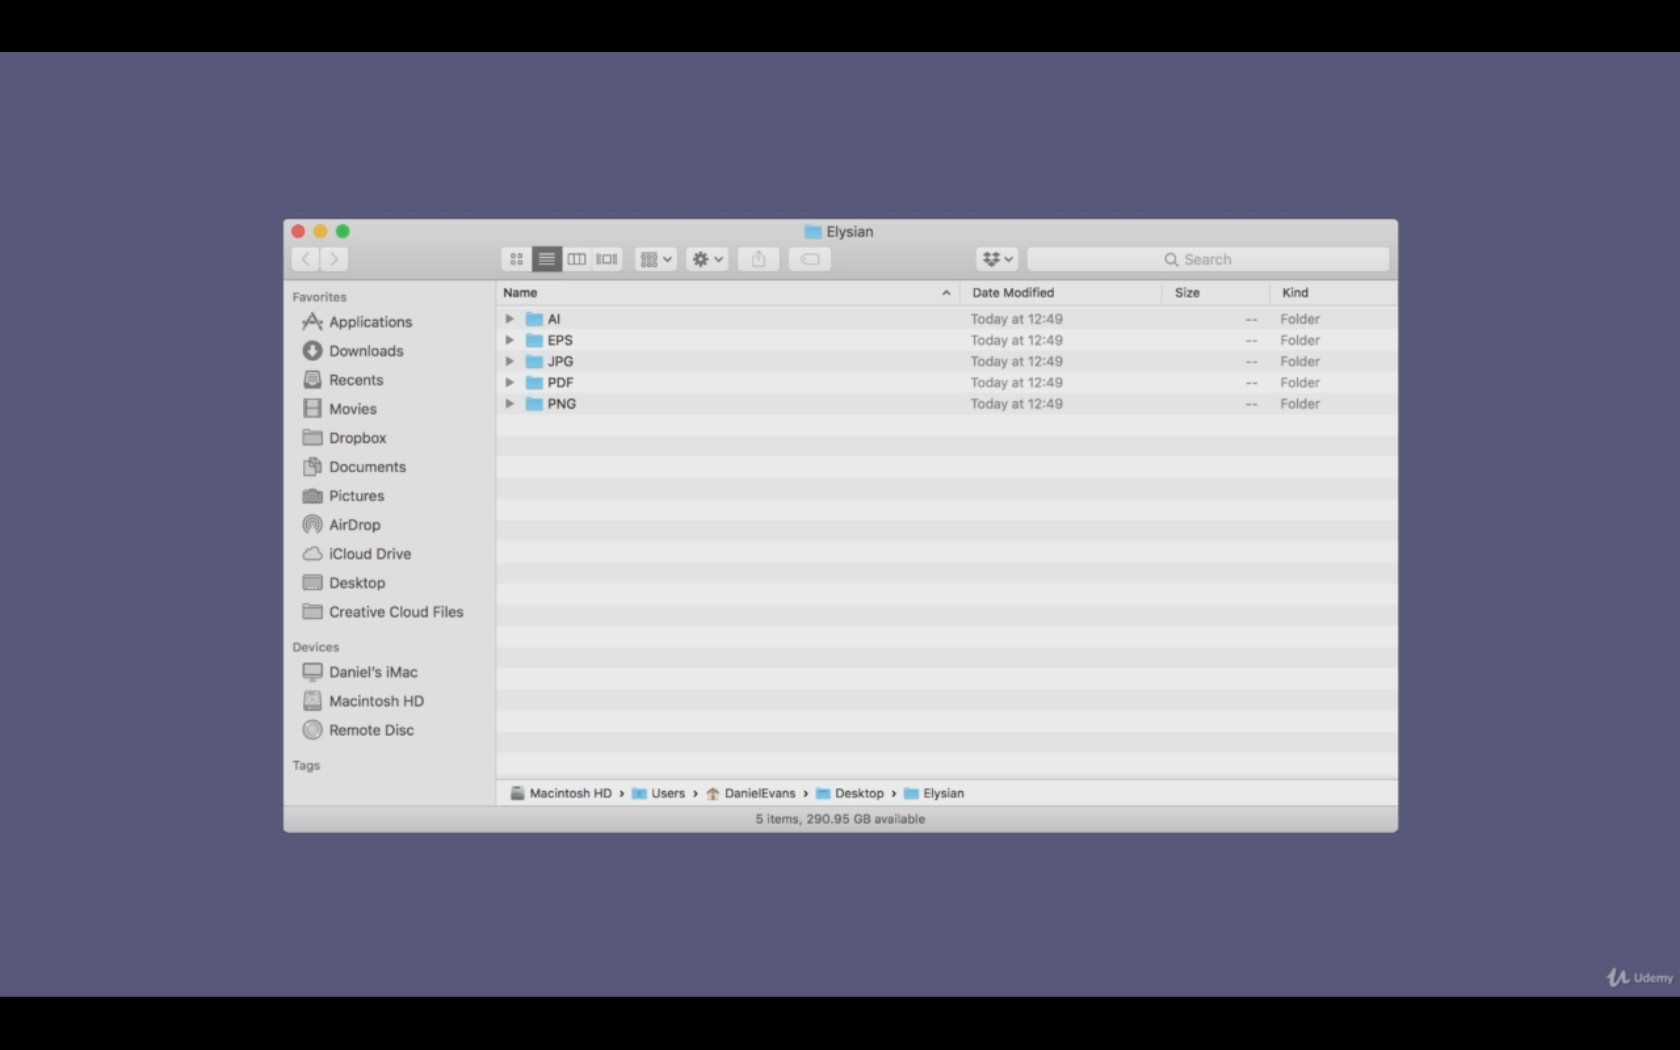 Elysian
Search
Favorites
Applications
Downloads
Recents
Movies
Dropbox
Documents
Pictures
AirDrop
iCloud Drive
Desktop
Creative Cloud Files
Devices
Daniel's iMac
Macintosh HD
Remote Disc
Tags
Name Date Modified Size Kind
AI Today at 12:49 -- Folder
EPS Today at 12:49 -- Folder
JPG Today at 12:49 -- Folder
PDF Today at 12:49 -- Folder
PNG Today at 12:49 -- Folder
Macintosh HD › Users › DanielEvans › Desktop › Elysian
5 items, 290.95 GB available
Udemy